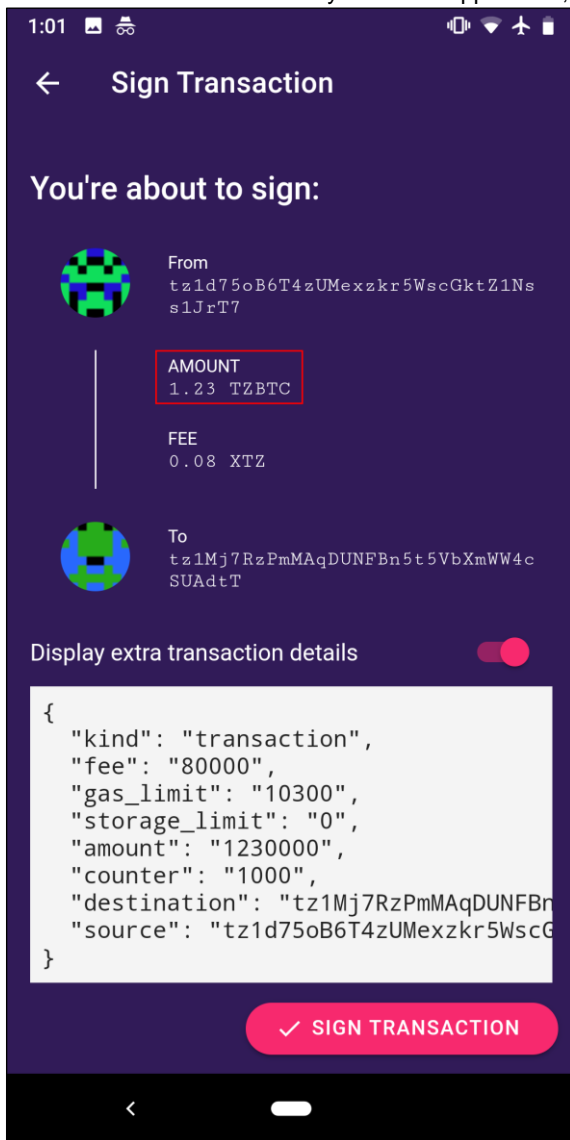 1:01
Sign Transaction
You're about to sign:
From
tz1d75oB6T4zUMexzkr5WscGktZ1Ns
s1JrT7
AMOUNT
1.23 TZBTC
FEE
0.08 XTZ
To
tz1Mj7RzPmMAqDUNFBn5t5VbXmWW4c
SUAdtT
Display extra transaction details
{
"kind": "transaction",
"fee": "80000",
"gas_limit": "10300",
"storage_limit": "0",
"amount": "1230000",
"counter": "1000",
"destination": "tz1Mj7RzPmMAqDUNFBn
"source": "tz1d75oB6T4zUMexzkr5WscG
}
SIGN TRANSACTION